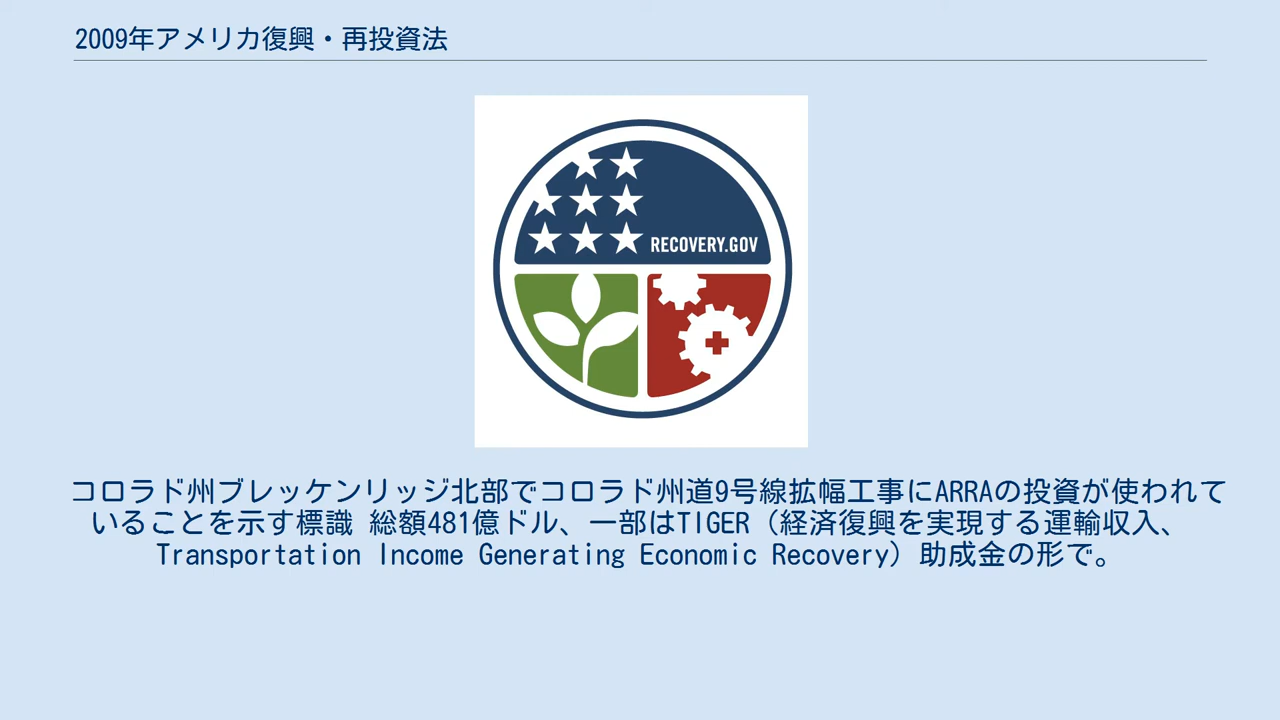 2009年アメリカ復興・再投資法
RECOVERY.GOV
コロラド州ブレッケンリッジ北部でコロラド州道9号線拡幅工事にARRAの投資が使われて
いることを示す標識 総額481億ドル、一部はTIGER（経済復興を実現する運輸収入、
Transportation Income Generating Economic Recovery）助成金の形で。